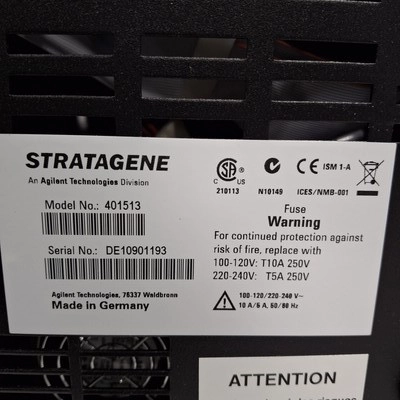 STRATAGENE
An Agilent Technologies Division
Model No.: 401513
Serial No.: DE10901193
Agilent Technologies, 76337 Waldbronn
Made in Germany
CSA
US
210113
N10149
CE ISM 1-A
ICES/NMB-001
Fuse
Warning
For continued protection against
risk of fire, replace with
100-120V: T10A 250V
220-240V: T5A 250V
100-120/220-240 V~
10 A/5 A, 50/60 Hz
ATTENTION